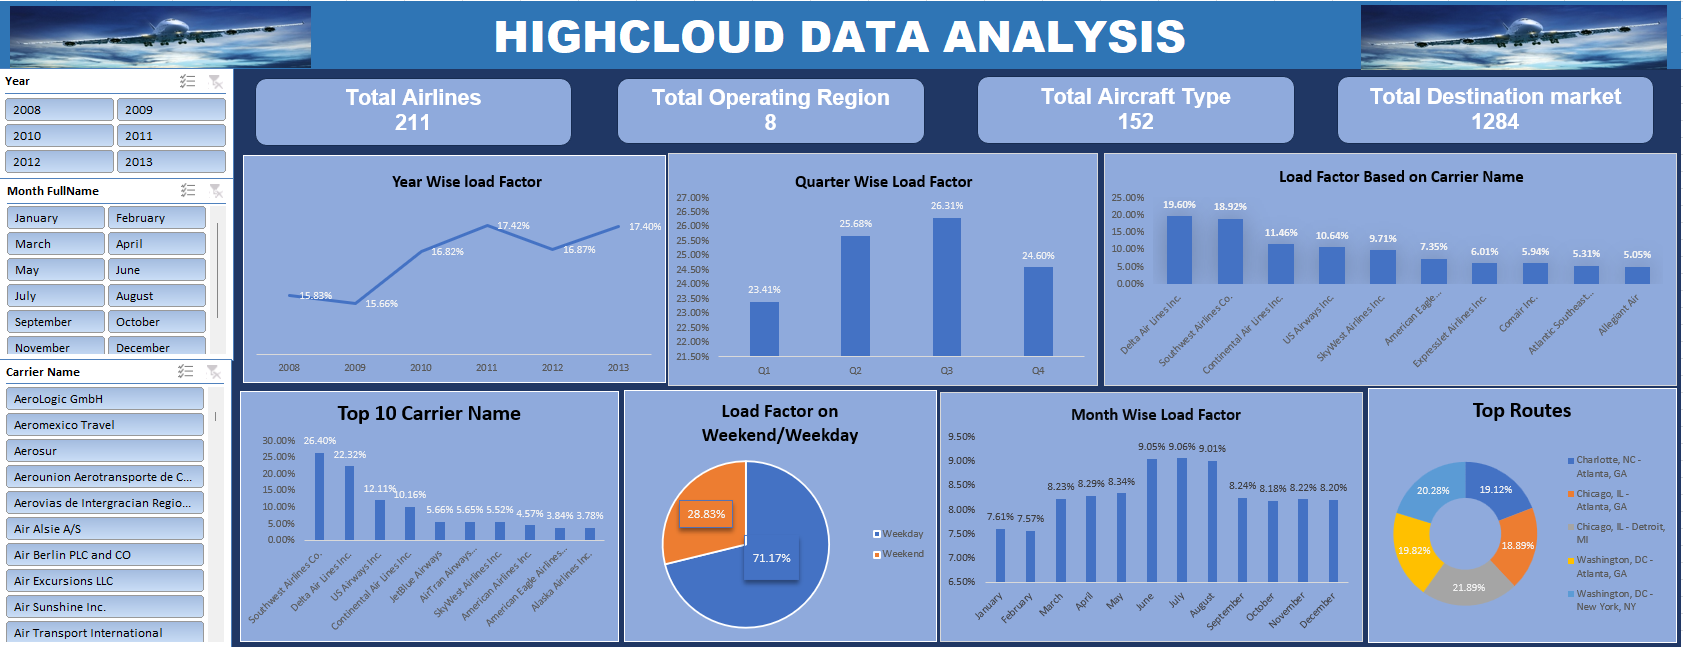 HIGHCLOUD DATA ANALYSIS
Year
2008 2009
2010 2011
2012 2013
Month FullName
January February
March April
May June
July August
September October
November December
Carrier Name
AeroLogic GmbH
Aeromexico Travel
Aerosur
Aerounion Aerotransporte de C...
Aerovias de Intergracian Regio...
Air Alsie A/S
Air Berlin PLC and CO
Air Excursions LLC
Air Sunshine Inc.
Air Transport International
Total Airlines
211
Total Operating Region
8
Total Aircraft Type
152
Total Destination market
1284
Year Wise load Factor
15.83%
15.66%
16.82%
17.42%
16.87%
17.40%
2008 2009 2010 2011 2012 2013
Quarter Wise Load Factor
27.00%
26.50%
26.00%
25.50%
25.00%
24.50%
24.00%
23.50%
23.00%
22.50%
22.00%
21.50%
23.41%
25.68%
26.31%
24.60%
Q1 Q2 Q3 Q4
Load Factor Based on Carrier Name
25.00%
20.00%
15.00%
10.00%
5.00%
0.00%
19.60%
18.92%
11.46%
10.64%
9.71%
7.35%
6.01%
5.94%
5.31%
5.05%
Delta Air Lines Inc.
Southwest Airlines Co.
Continental Air Lines Inc.
US Airways Inc.
SkyWest Airlines Inc.
American Eagle...
ExpressJet Airlines Inc.
Comair Inc.
Atlantic Southeast...
Allegiant Air
Top 10 Carrier Name
30.00%
25.00%
20.00%
15.00%
10.00%
5.00%
0.00%
26.40%
22.32%
12.11%
10.16%
5.66%
5.65%
5.52%
4.57%
3.84%
3.78%
Southwest Airlines Co.
Delta Air Lines Inc.
US Airways Inc.
Continental Air Lines Inc.
JetBlue Airways
AirTran Airways...
SkyWest Airlines Inc.
American Airlines Inc.
American Eagle Airlines...
Alaska Airlines Inc.
Load Factor on
Weekend/Weekday
28.83%
71.17%
Weekday
Weekend
Month Wise Load Factor
9.50%
9.00%
8.50%
8.00%
7.50%
7.00%
6.50%
7.61%
7.57%
8.23%
8.29%
8.34%
9.05%
9.06%
9.01%
8.24%
8.18%
8.22%
8.20%
January
February
March
April
May
June
July
August
September
October
November
December
Top Routes
20.28%
19.12%
19.82%
18.89%
21.89%
Charlotte, NC -
Atlanta, GA
Chicago, IL -
Atlanta, GA
Chicago, IL - Detroit,
MI
Washington, DC -
Atlanta, GA
Washington, DC -
New York, NY